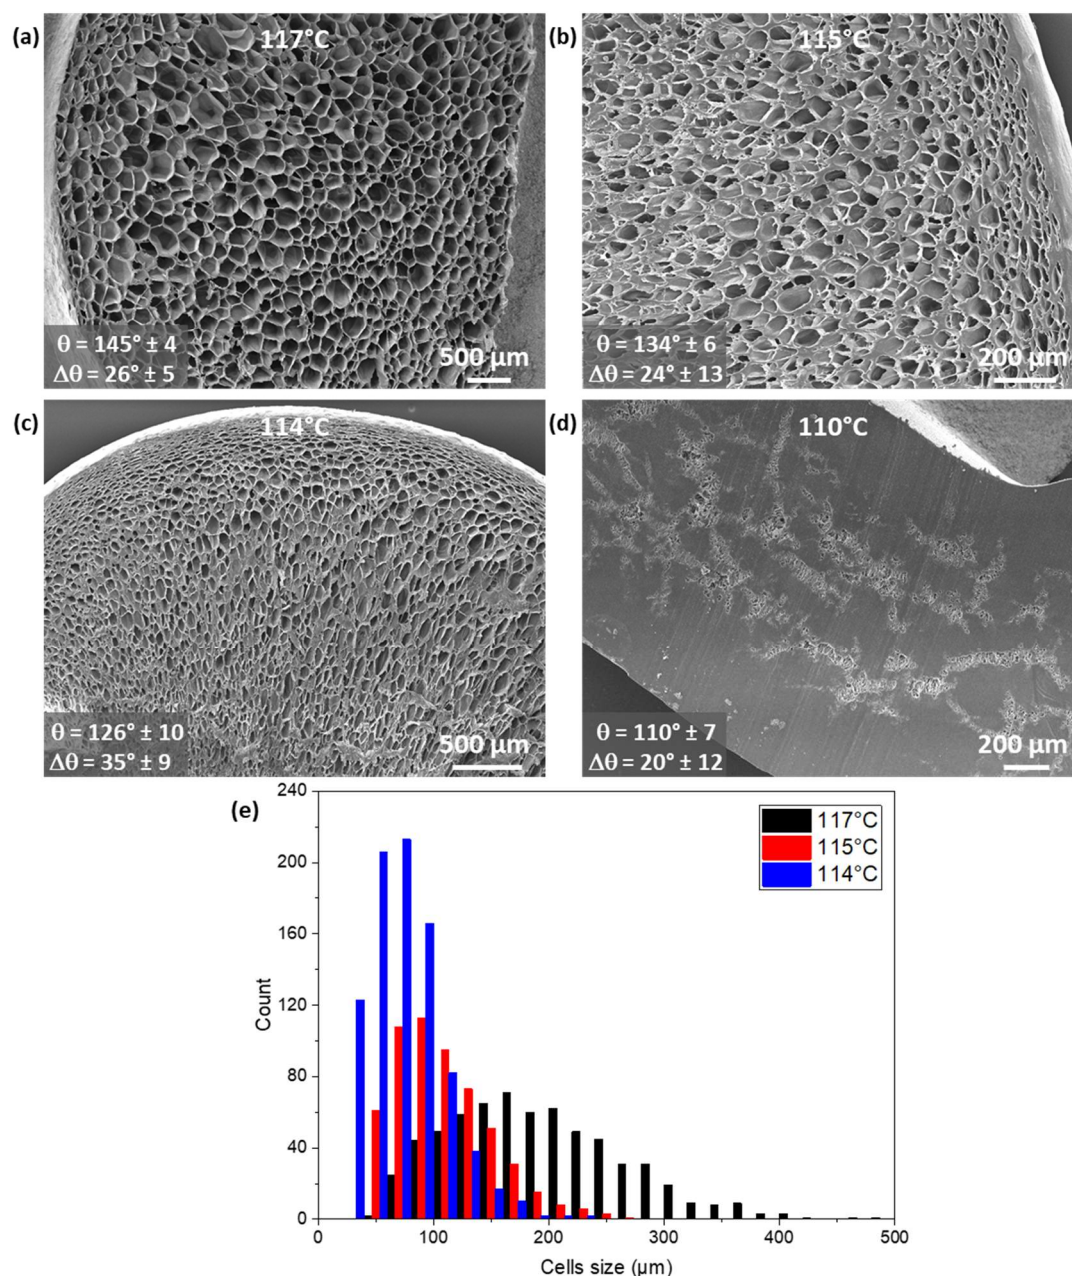 (a)
117°C
θ = 145° ± 4
Δθ = 26° ± 5
500 µm
(b)
115°C
θ = 134° ± 6
Δθ = 24° ± 13
200 µm
(c)
114°C
θ = 126° ± 10
Δθ = 35° ± 9
500 µm
(d)
110°C
θ = 110° ± 7
Δθ = 20° ± 12
200 µm
(e)
240
200
160
120
80
40
0
Count
117°C
115°C
114°C
0 100 200 300 400 500
Cells size (µm)